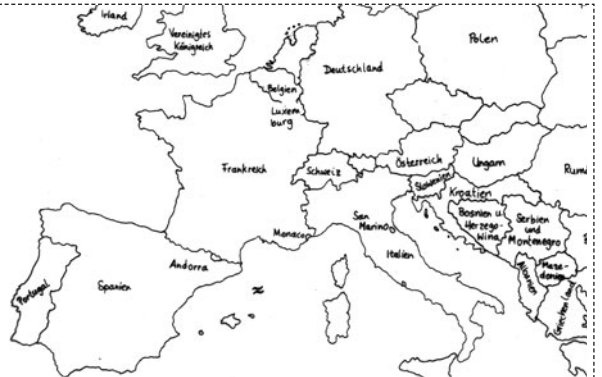 Irland
Vereinigtes
Königreich
Polen
Deutschland
Belgien
Luxem
burg
Frankreich
Schweiz
Österreich
Ungarn
Rum
Slowenien
Kroatien
Bosnien u.
Herzego-
wina
Serbien
und
Montenegro
San
Marino
Monaco
Italien
Maze-
donien
Albanien
Griechenland
Andorra
Spanien
Portugal